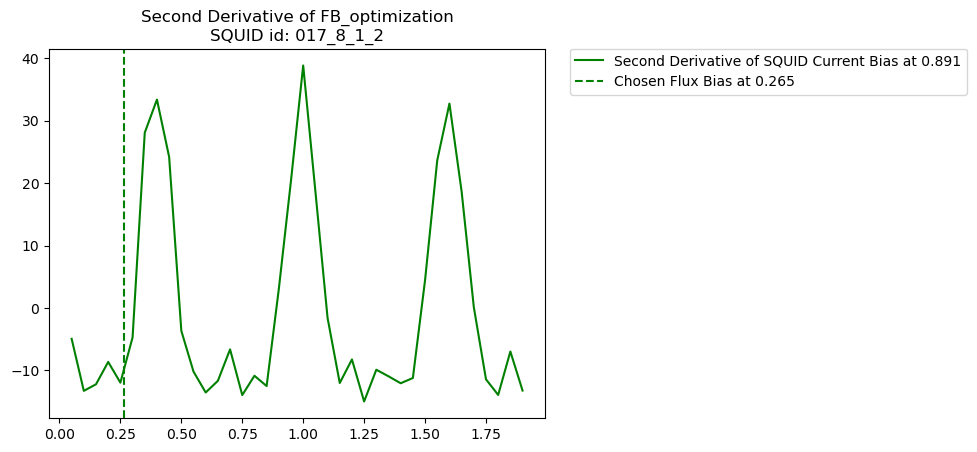 Second Derivative of FB_optimization
SQUID id: 017_8_1_2
Second Derivative of SQUID Current Bias at 0.891
Chosen Flux Bias at 0.265
40
30
20
10
0
−10
0.00 0.25 0.50 0.75 1.00 1.25 1.50 1.75